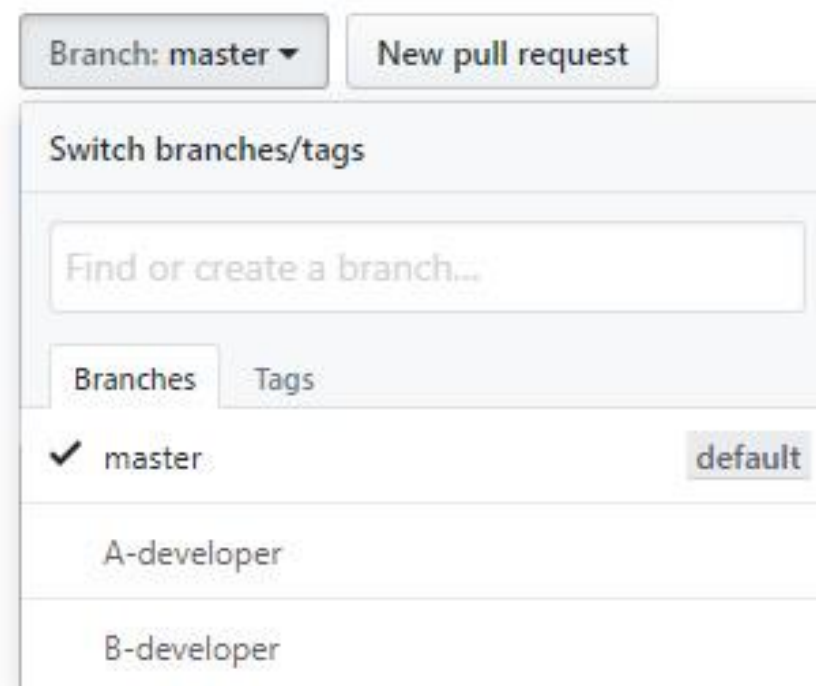 Branch: master
New pull request
Switch branches/tags
Find or create a branch...
Branches
Tags
master
default
A-developer
B-developer